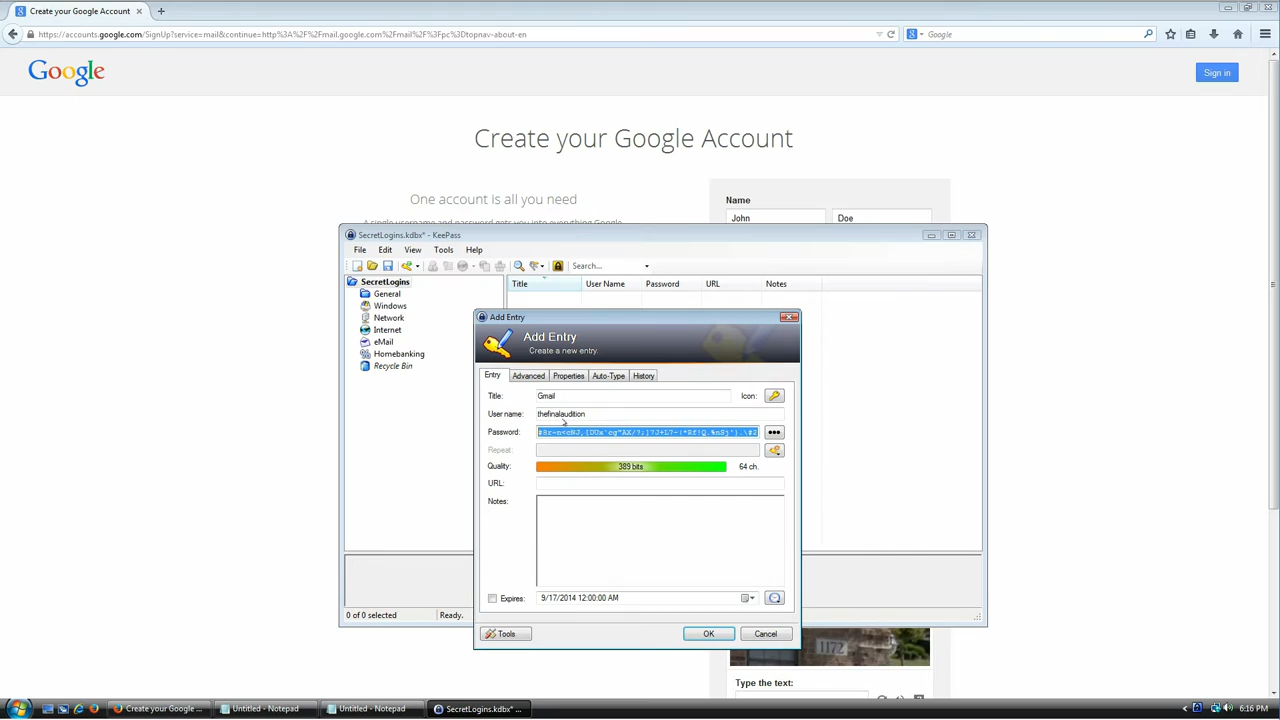 Create your Google Account
https://accounts.google.com/SignUp?service=mail&continue=http%3A%2F%2Fmail.google.com%2Fmail%2F%3Fpc%3Dtopnav-about-en
Google
Google
Sign in
Create your Google Account
One account is all you need
Name
John
Doe
SecretLogins.kdbx* - KeePass
File Edit View Tools Help
Search...
SecretLogins
General
Windows
Network
Internet
eMail
Homebanking
Recycle Bin
Title User Name Password URL Notes
Add Entry
Add Entry
Create a new entry.
Entry Advanced Properties Auto-Type History
Title: Gmail Icon:
User name: thefinalaudition
Password:
Repeat:
Quality: 389 bits 64 ch.
URL:
Notes:
Expires: 9/17/2014 12:00:00 AM
Tools OK Cancel
0 of 0 selected Ready.
1172
Type the text:
Create your Google ... Untitled - Notepad Untitled - Notepad SecretLogins.kdbx* ... 6:16 PM